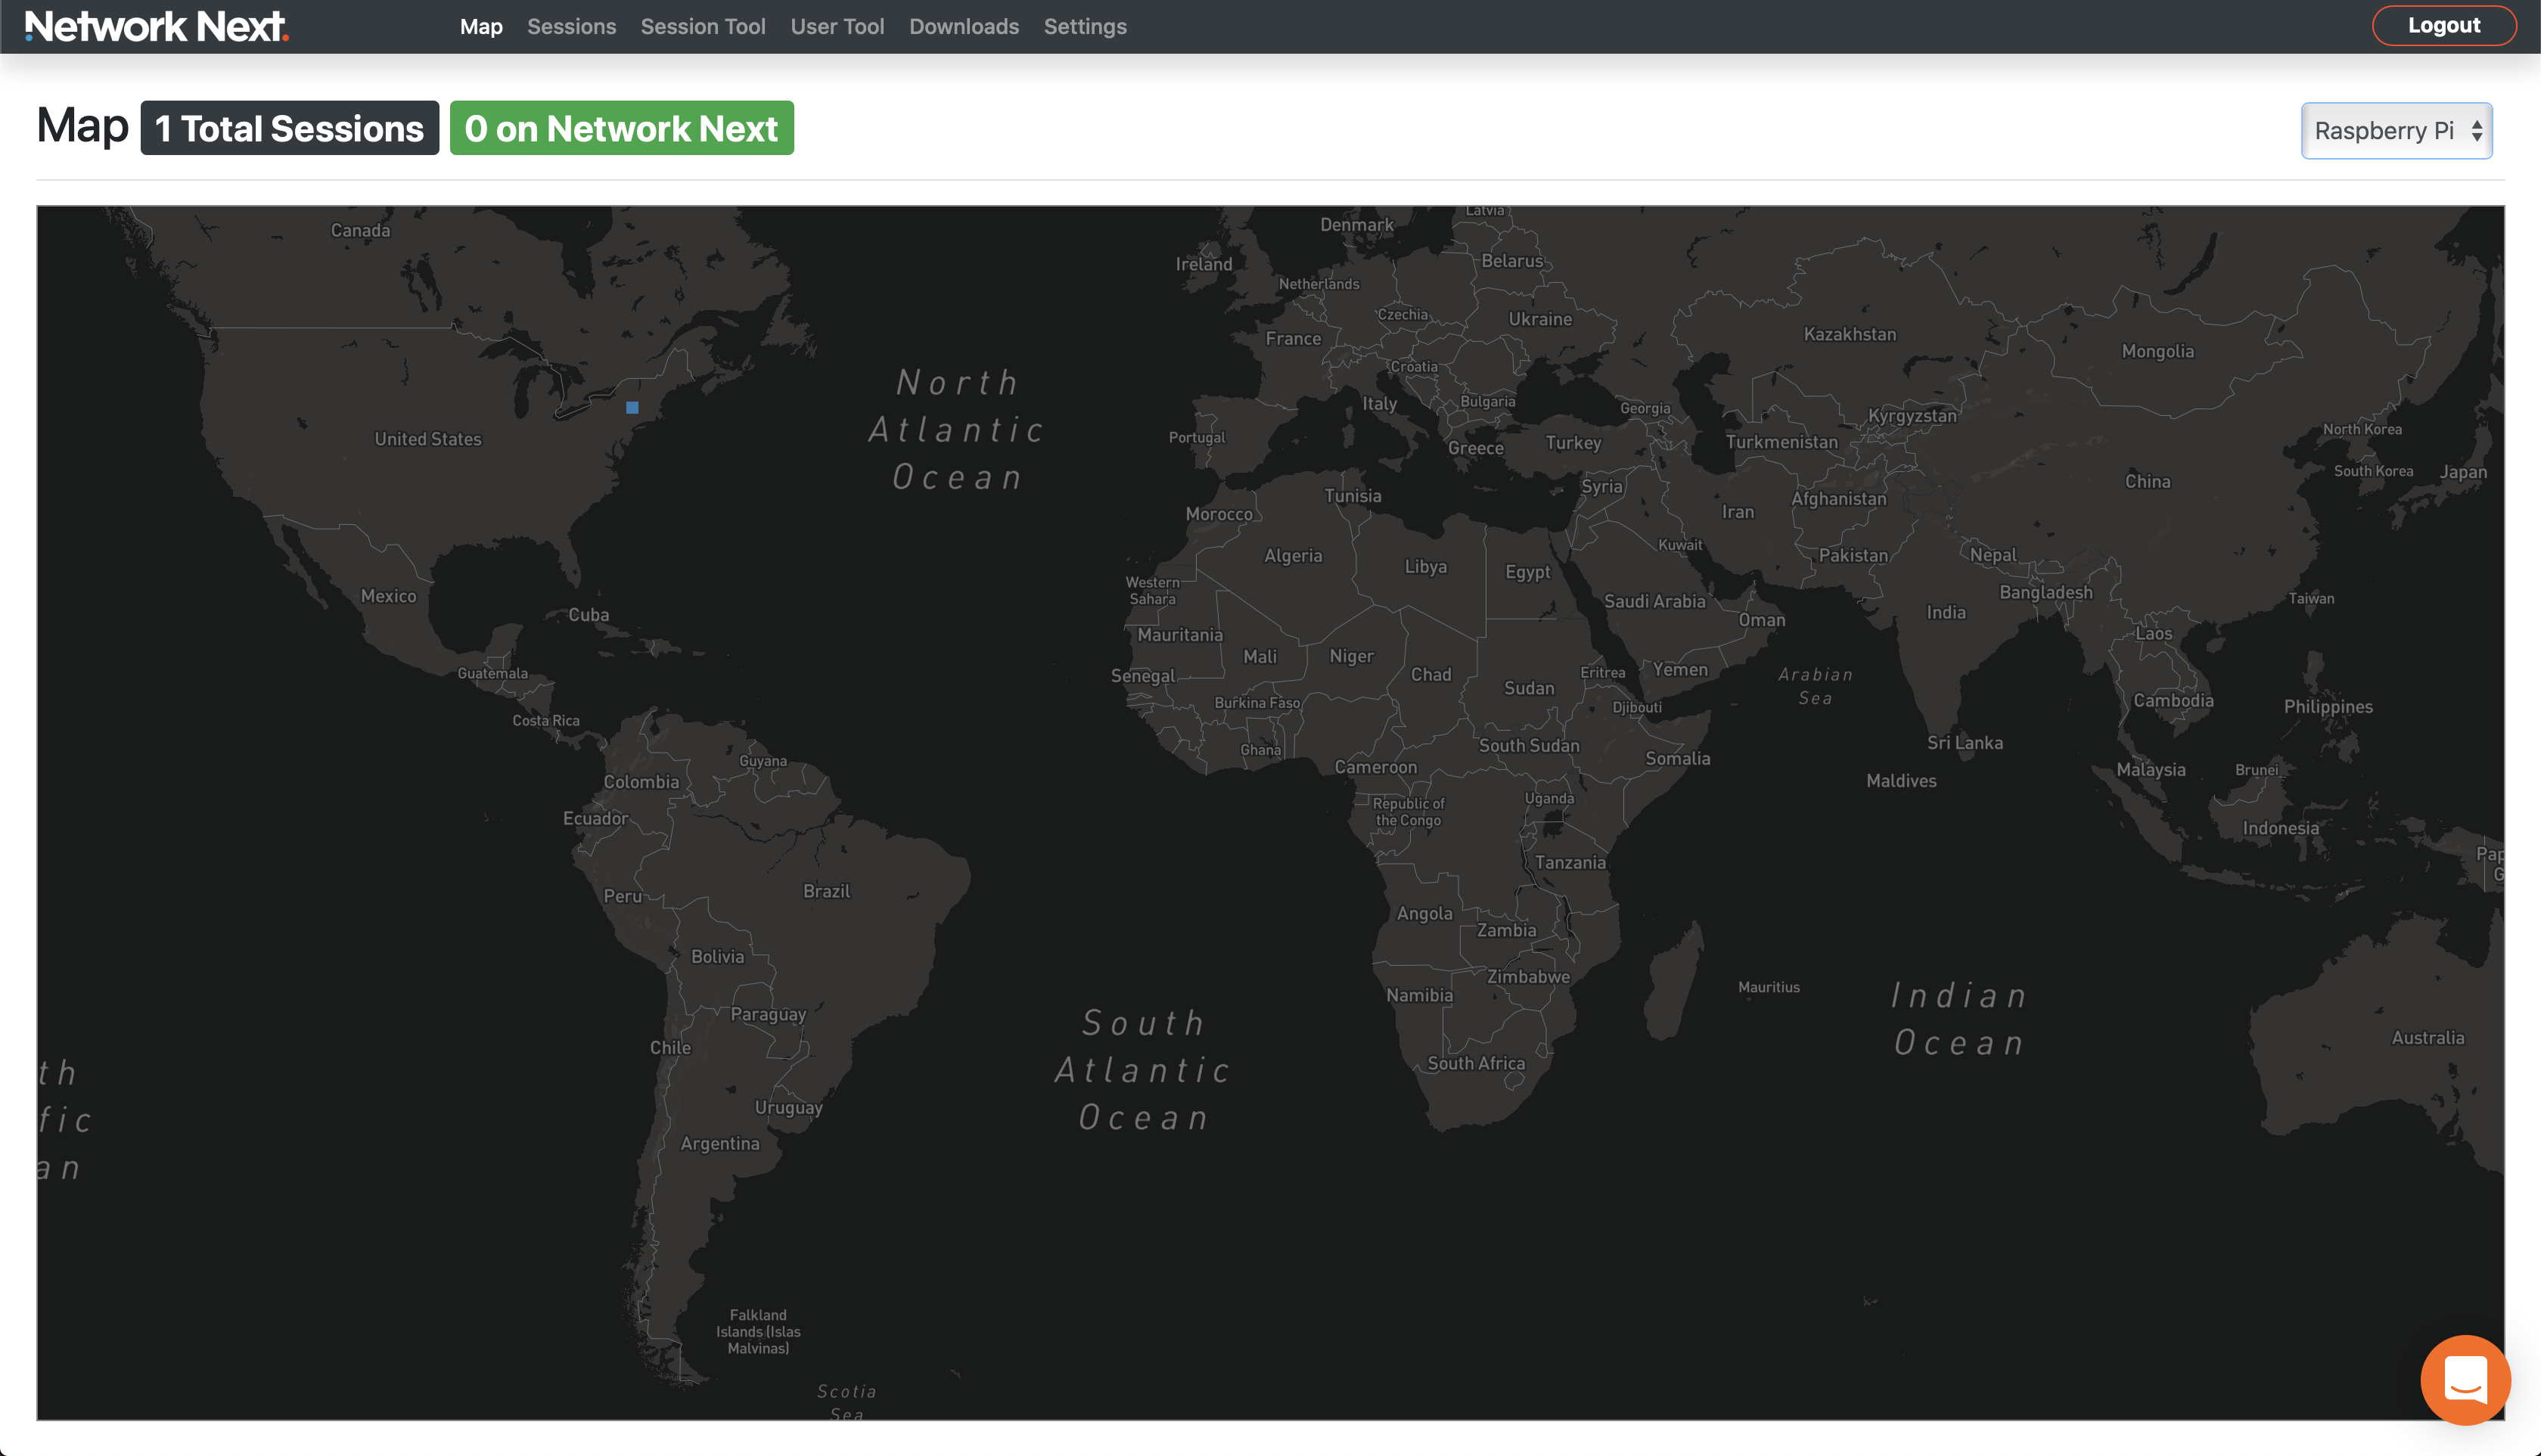 Network Next.
Map Sessions Session Tool User Tool Downloads Settings
Logout
Map 1 Total Sessions 0 on Network Next
Raspberry Pi
Canada
United States
Mexico
Cuba
Guatemala
Costa Rica
Guyana
Colombia
Ecuador
Peru
Brazil
Bolivia
Paraguay
Chile
Uruguay
Argentina
Falkland
Islands (Islas
Malvinas)
Scotia
Sea
th
fic
an
North
Atlantic
Ocean
South
Atlantic
Ocean
Latvia
Denmark
Ireland
Belarus
Netherlands
Czechia
Ukraine
France
Croatia
Italy
Bulgaria
Portugal
Greece
Turkey
Georgia
Kazakhstan
Mongolia
Kyrgyzstan
Turkmenistan
North Korea
South Korea
Japan
China
Syria
Afghanistan
Iran
Tunisia
Morocco
Algeria
Libya
Egypt
Kuwait
Pakistan
Nepal
Bangladesh
India
Taiwan
Western
Sahara
Saudi Arabia
Oman
Mauritania
Mali
Niger
Chad
Sudan
Eritrea
Yemen
Arabian
Sea
Laos
Cambodia
Philippines
Senegal
Burkina Faso
Djibouti
Ghana
South Sudan
Cameroon
Somalia
Sri Lanka
Maldives
Malaysia
Brunei
Indonesia
Republic of
the Congo
Uganda
Tanzania
Pap
G
Angola
Zambia
Zimbabwe
Namibia
Mauritius
Indian
Ocean
South Africa
Australia